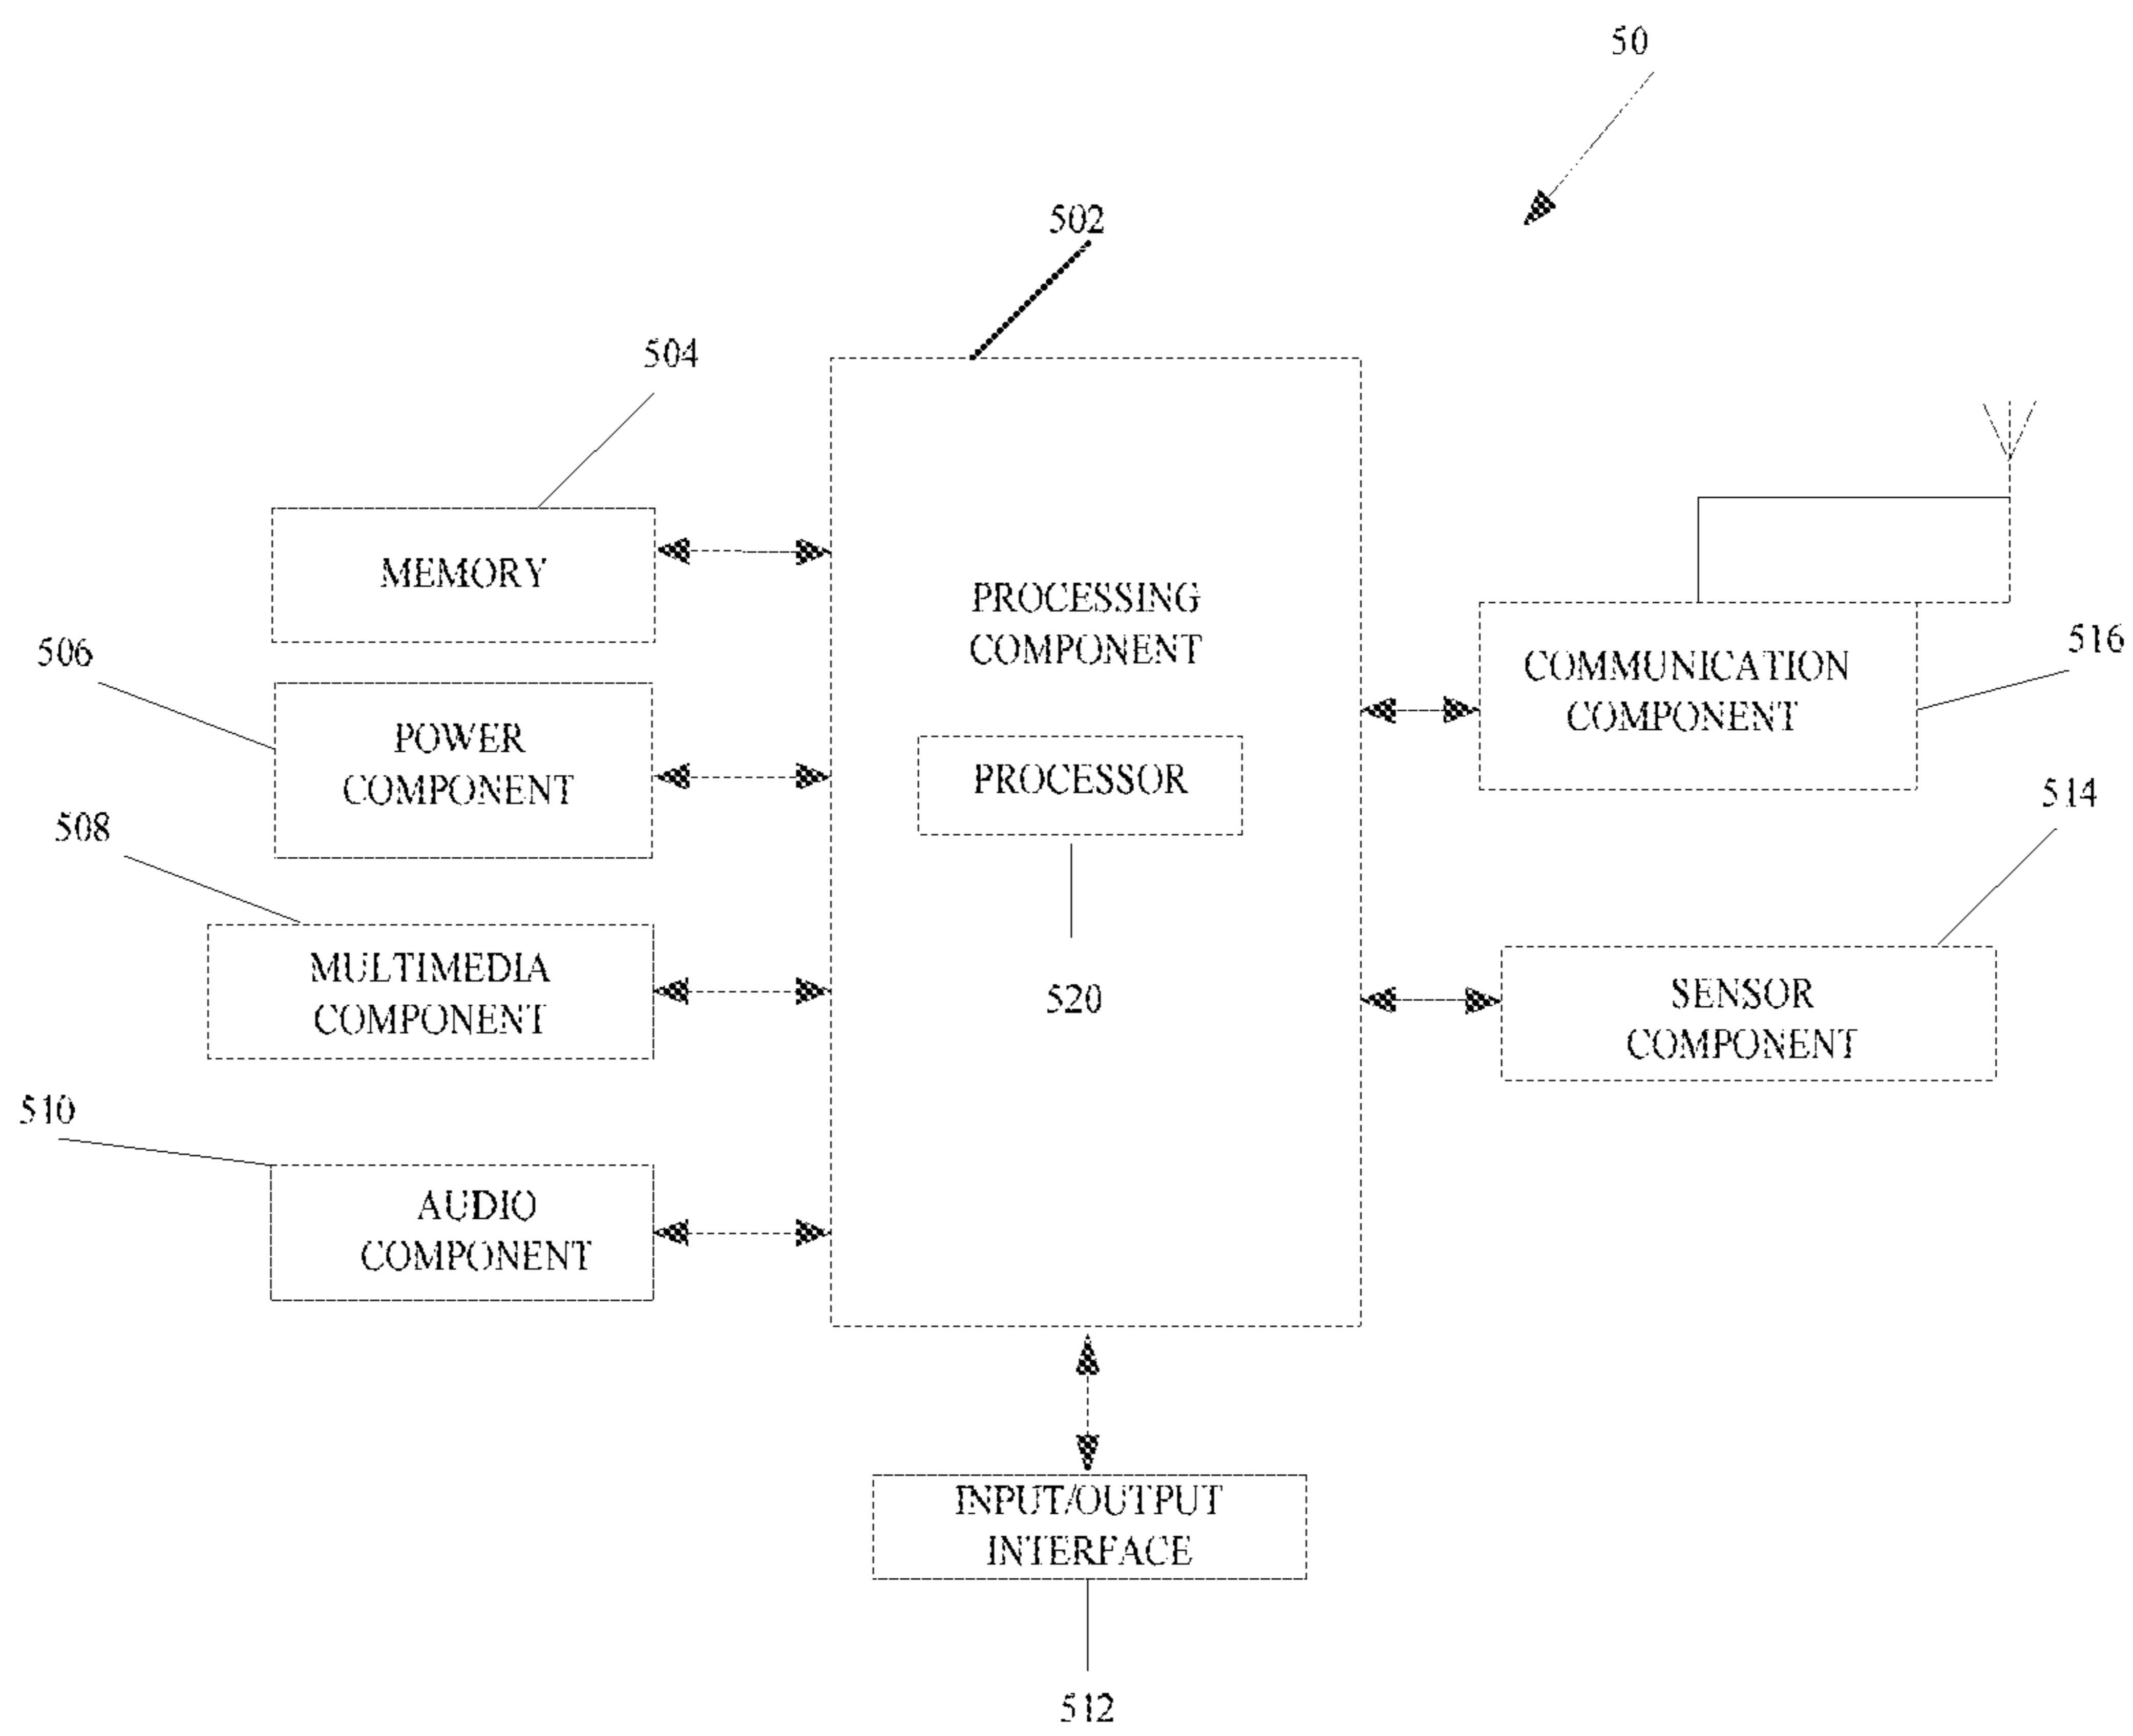 50
502
504
MEMORY
506
POWER
COMPONENT
508
MULTIMEDIA
COMPONENT
510
AUDIO
COMPONENT
PROCESSING
COMPONENT
PROCESSOR
520
COMMUNICATION
COMPONENT
516
514
SENSOR
COMPONENT
INPUT/OUTPUT
INTERFACE
512